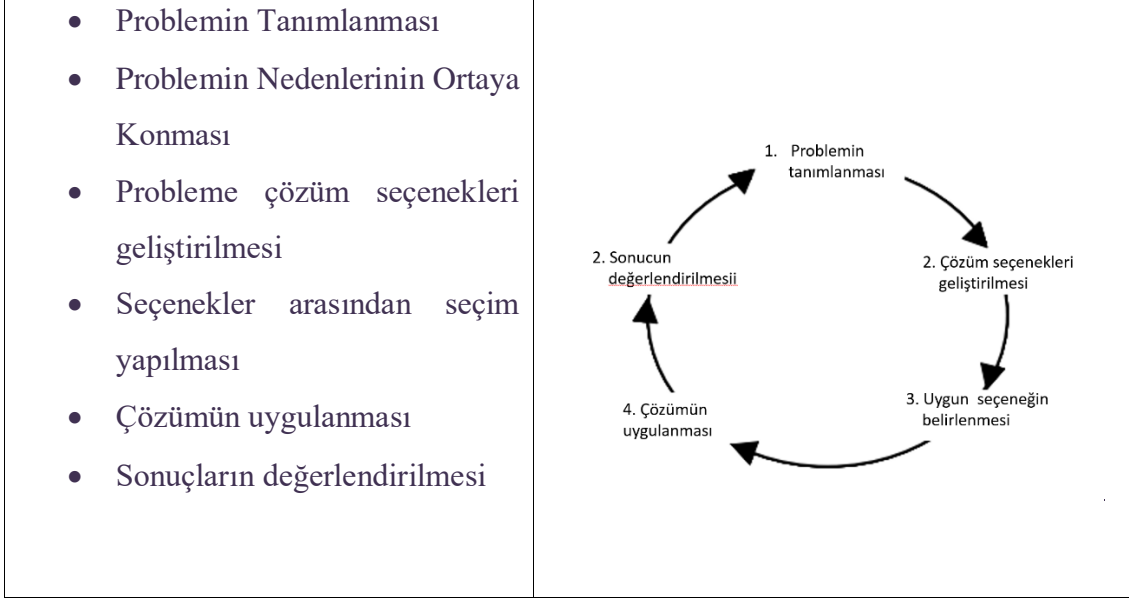 • Problemin Tanımlanması
• Problemin Nedenlerinin Ortaya
Konması
• Probleme çözüm seçenekleri
geliştirilmesi
• Seçenekler arasından seçim
yapılması
• Çözümün uygulanması
• Sonuçların değerlendirilmesi
1. Problemin
tanımlanması
2. Çözüm seçenekleri
geliştirilmesi
3. Uygun seçeneğin
belirlenmesi
4. Çözümün
uygulanması
2. Sonucun
değerlendirilmesii